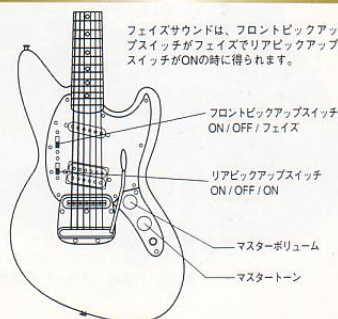 フェイズサウンドは、フロントピックアッ
プスイッチがフェイズでリアピックアップ
スイッチがONの時に得られます。
フロントピックアップスイッチ
ON / OFF / フェイズ
リアピックアップスイッチ
ON / OFF / ON
マスターボリューム
マスタートーン